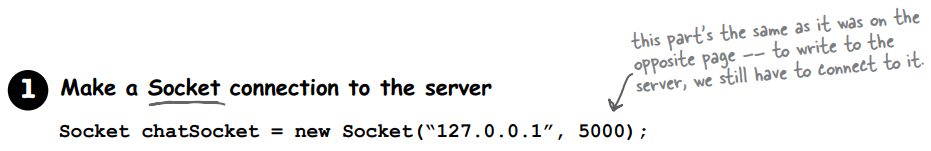 this part's the same as it was on the
opposite page -- to write to the
server, we still have to connect to it.
1 Make a Socket connection to the server
Socket chatSocket = new Socket(“127.0.0.1”, 5000);